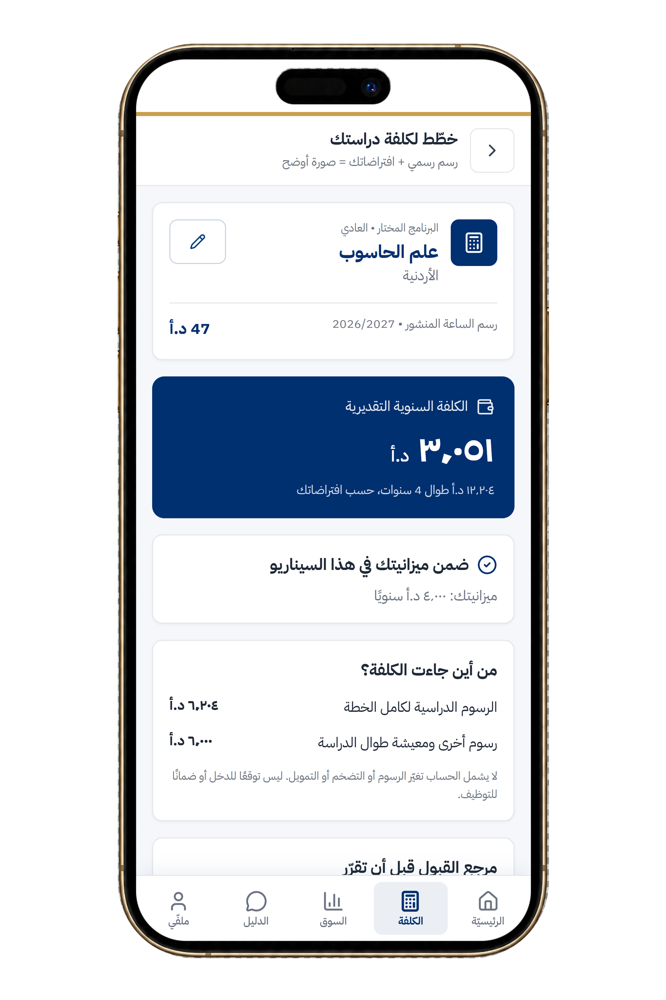 خطّط لكلفة دراستك
رسم رسمي + افتراضاتك = صورة أوضح
البرنامج المختار • العادي
علم الحاسوب
الأردنية
رسم الساعة المنشور • 2026/2027
47 د.أ
الكلفة السنوية التقديرية
٣,٠٥١ د.أ
١٢,٢٠٤ د.أ طوال 4 سنوات، حسب افتراضاتك
ضمن ميزانيتك في هذا السيناريو
ميزانيتك: ٤,٠٠٠ د.أ سنويًا
من أين جاءت الكلفة؟
الرسوم الدراسية لكامل الخطة
٦,٢٠٤ د.أ
رسوم أخرى ومعيشة طوال الدراسة
٦,٠٠٠ د.أ
لا يشمل الحساب تغيّر الرسوم أو التضخم أو التمويل. ليس توقعًا للدخل أو ضمانًا
للتوظيف.
مرجع القبول قبل أن تقرّر
الرئيسيّة
الكلفة
السوق
الدليل
ملفّي